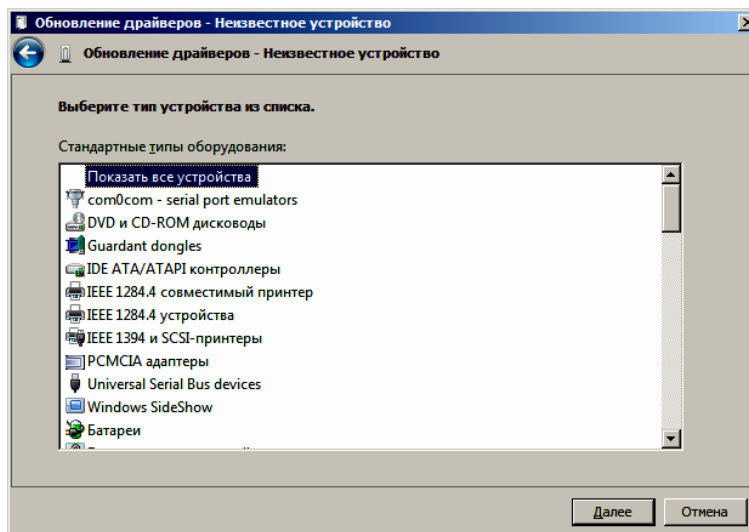 Обновление драйверов - Неизвестное устройство
Обновление драйверов - Неизвестное устройство
Выберите тип устройства из списка.
Стандартные типы оборудования:
Показать все устройства
com0com - serial port emulators
DVD и CD-ROM дисководы
Guardant dongles
IDE ATA/ATAPI контроллеры
IEEE 1284.4 совместимый принтер
IEEE 1284.4 устройства
IEEE 1394 и SCSI-принтеры
PCMCIA адаптеры
Universal Serial Bus devices
Windows SideShow
Батареи
Далее
Отмена